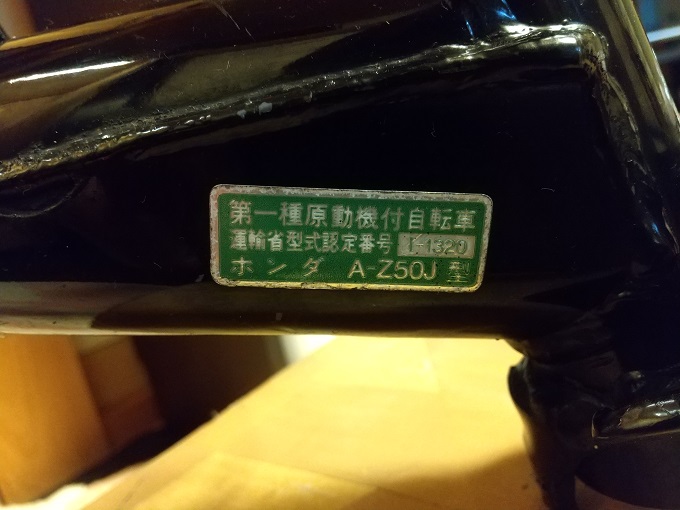 第一種原動機付自転車
運輸省型式認定番号 I-1320
ホンダ A-Z50J 型